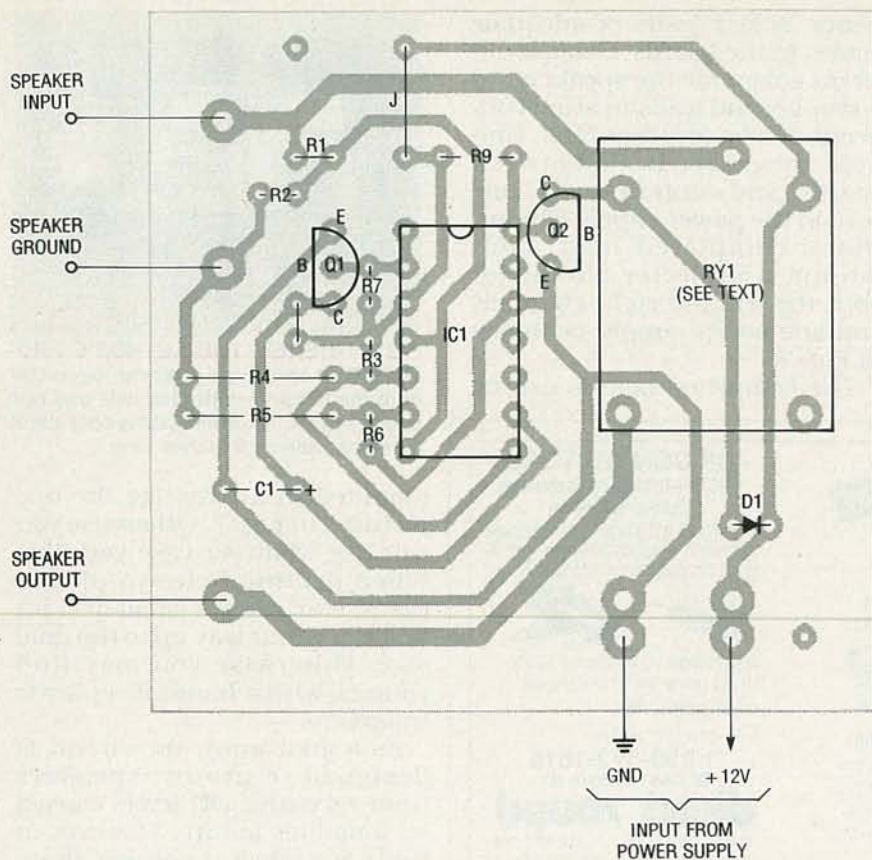 SPEAKER
INPUT
J
R1
R9
R2
C
E
SPEAKER
GROUND
Q1
Q2
B
B
RY1
(SEE TEXT)
R7
E
C
IC1
R3
R4
R5
R6
C1
+
D1
SPEAKER
OUTPUT
GND
+12V
INPUT FROM
POWER SUPPLY